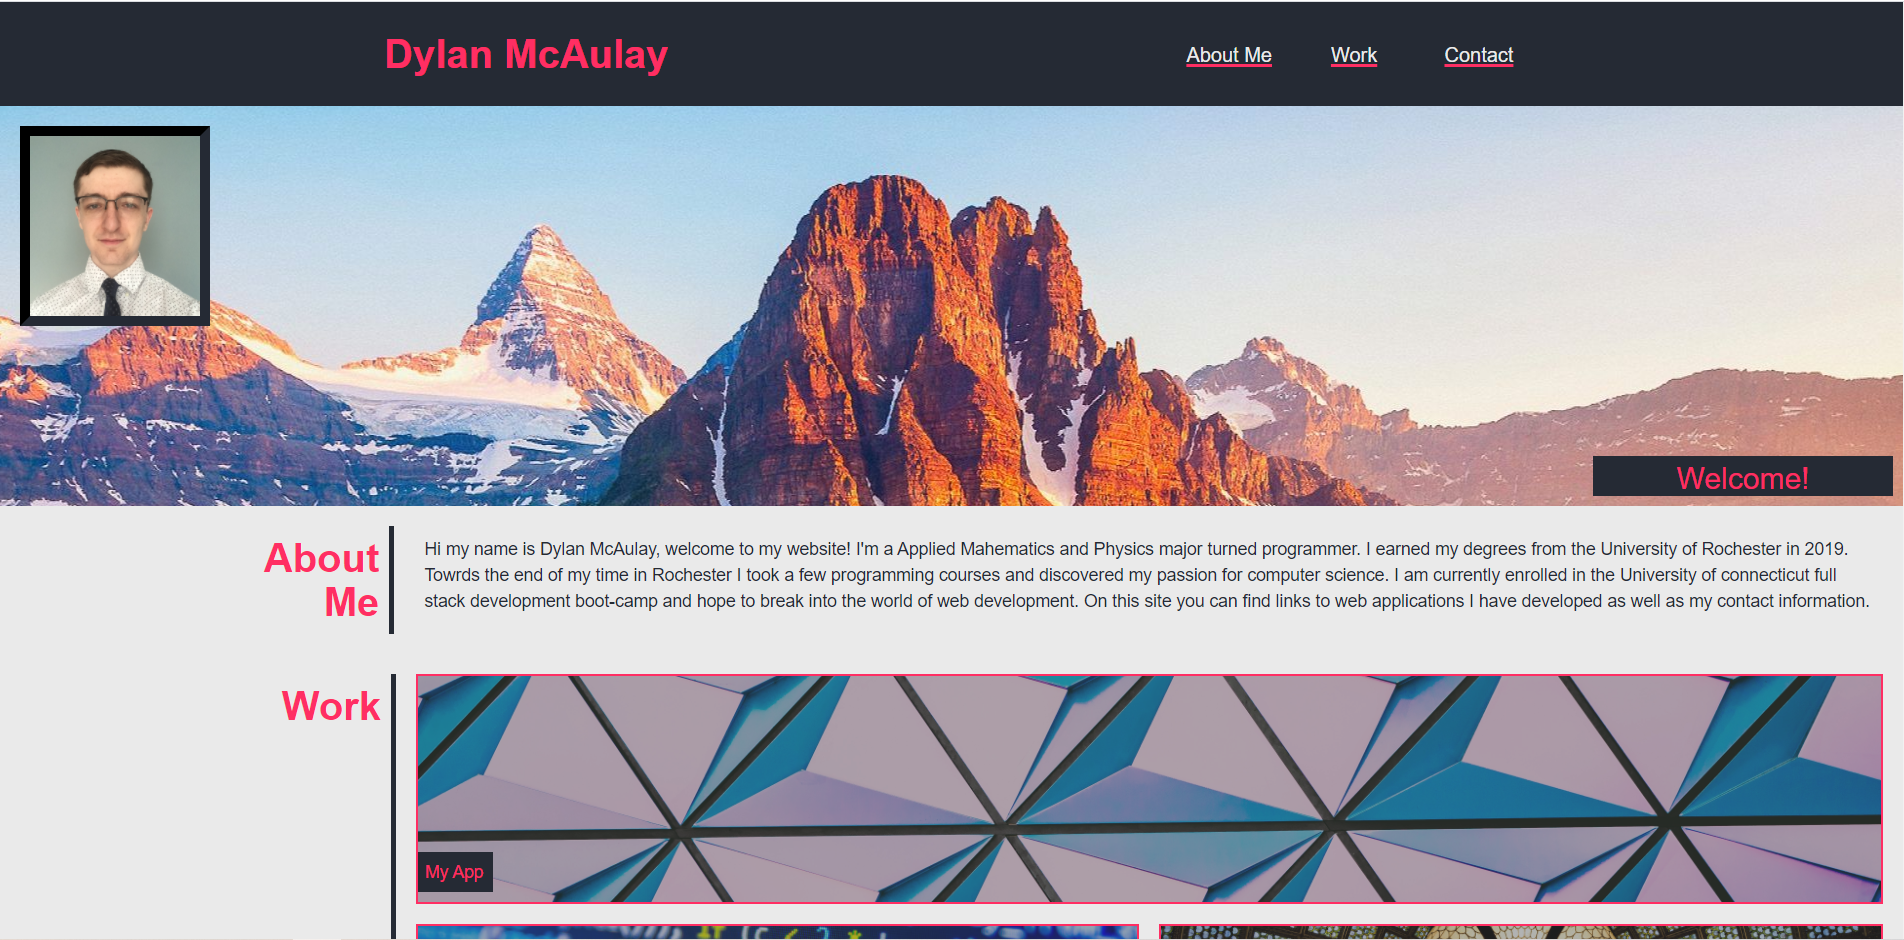 Dylan McAulay
About Me
Work
Contact
Welcome!
About
Me
Hi my name is Dylan McAulay, welcome to my website! I'm a Applied Mahematics and Physics major turned programmer. I earned my degrees from the University of Rochester in 2019.
Towrds the end of my time in Rochester I took a few programming courses and discovered my passion for computer science. I am currently enrolled in the University of connecticut full
stack development boot-camp and hope to break into the world of web development. On this site you can find links to web applications I have developed as well as my contact information.
Work
My App